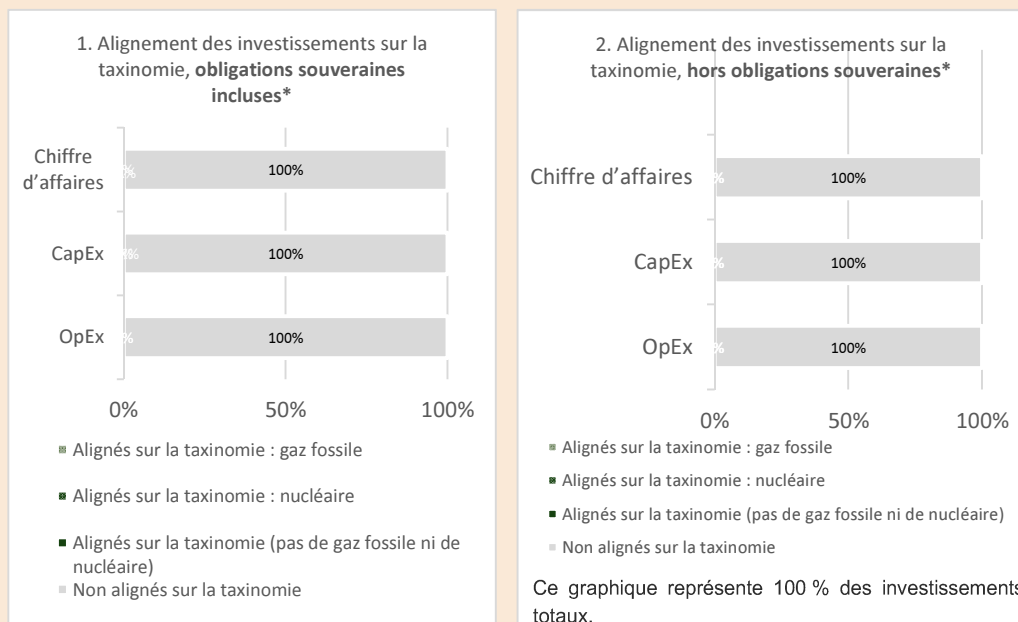 1. Alignement des investissements sur la
taxinomie, obligations souveraines
incluses*
Chiffre
d'affaires
100%
CapEx
100%
OpEx
100%
0%
50%
100%
Alignés sur la taxinomie : gaz fossile
Alignés sur la taxinomie : nucléaire
Alignés sur la taxinomie (pas de gaz fossile ni de
nucléaire)
Non alignés sur la taxinomie
2. Alignement des investissements sur la
taxinomie, hors obligations souveraines*
Chiffre d'affaires
100%
CapEx
100%
OpEx
100%
0%
50%
100%
Alignés sur la taxinomie : gaz fossile
Alignés sur la taxinomie : nucléaire
Alignés sur la taxinomie (pas de gaz fossile ni de nucléaire)
Non alignés sur la taxinomie
Ce graphique représente 100 % des investissements
totaux.